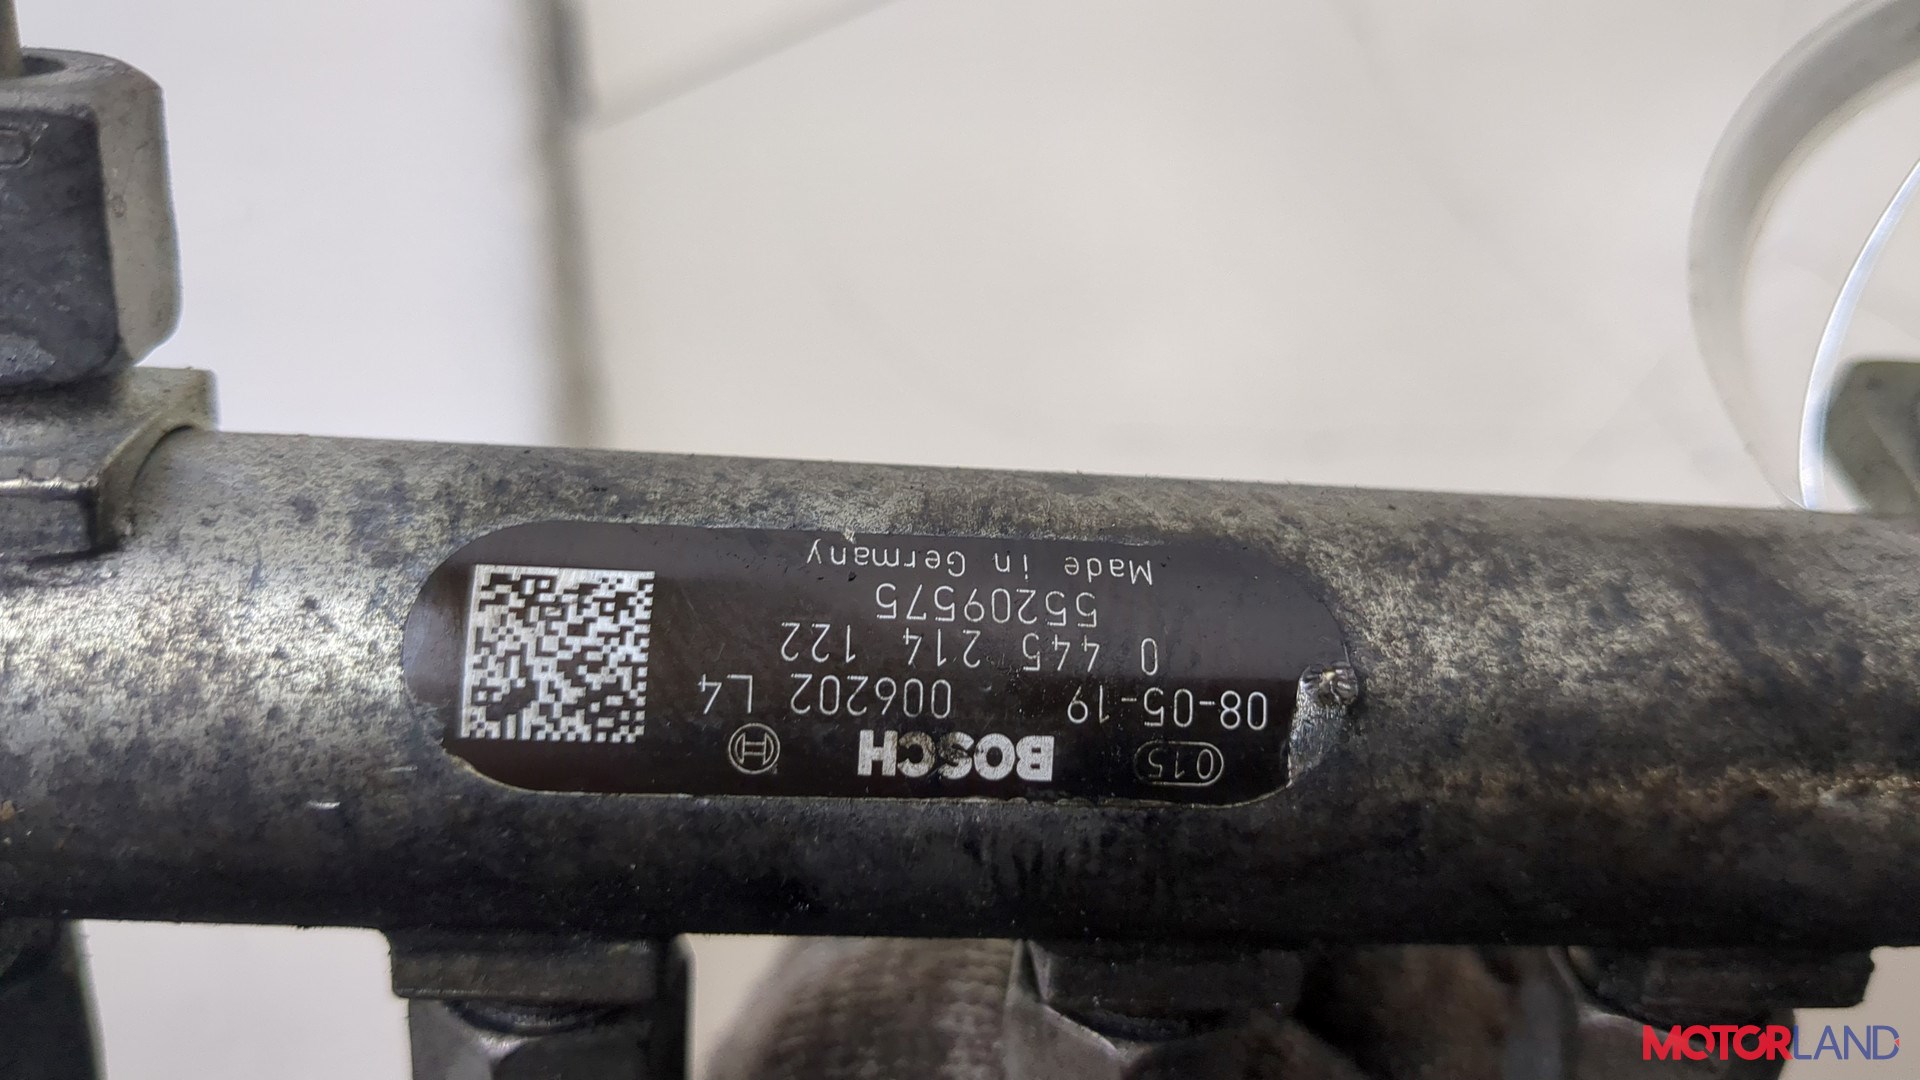 015 BOSCH H
08-05-19 006202 L4
0 445 214 122
55209575
Made in Germany
MOTORLAND